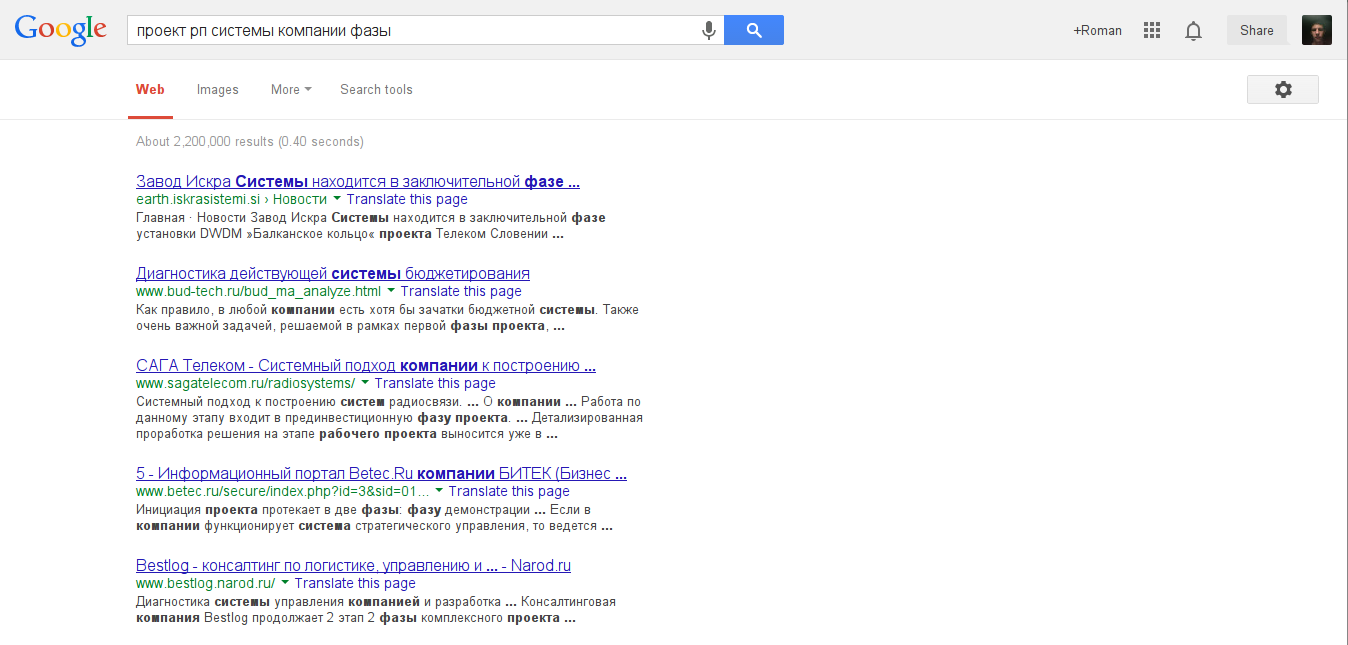 Google
проект рп системы компании фазы
+Roman
Share
Web Images More Search tools
About 2,200,000 results (0.40 seconds)
Завод Искра Системы находится в заключительной фазе ...
earth.iskrasistemi.si › Новости Translate this page
Главная · Новости Завод Искра Системы находится в заключительной фазе
установки DWDM »Балканское кольцо« проекта Телеком Словении ...
Диагностика действующей системы бюджетирования
www.bud-tech.ru/bud_ma_analyze.html Translate this page
Как правило, в любой компании есть хотя бы зачатки бюджетной системы. Также
очень важной задачей, решаемой в рамках первой фазы проекта, ...
САГА Телеком - Системный подход компании к построению ...
www.sagatelecom.ru/radiosystems/ Translate this page
Системный подход к построению систем радиосвязи. ... О компании ... Работа по
данному этапу входит в прединвестиционную фазу проекта. ... Детализированная
проработка решения на этапе рабочего проекта выносится уже в ...
5 - Информационный портал Betec.Ru компании БИТЕК (Бизнес ...
www.betec.ru/secure/index.php?id=3&sid=01... Translate this page
Инициация проекта протекает в две фазы: фазу демонстрации ... Если в
компании функционирует система стратегического управления, то ведется ...
Bestlog - консалтинг по логистике, управлению и ... - Narod.ru
www.bestlog.narod.ru/ Translate this page
Диагностика системы управления компанией и разработка ... Консалтинговая
компания Bestlog продолжает 2 этап 2 фазы комплексного проекта ...